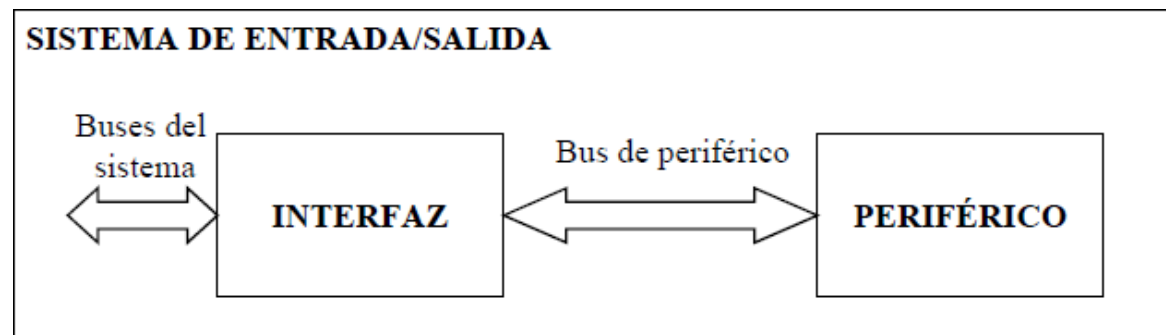 SISTEMA DE ENTRADA/SALIDA
Buses del
sistema
Bus de periférico
INTERFAZ
PERIFÉRICO